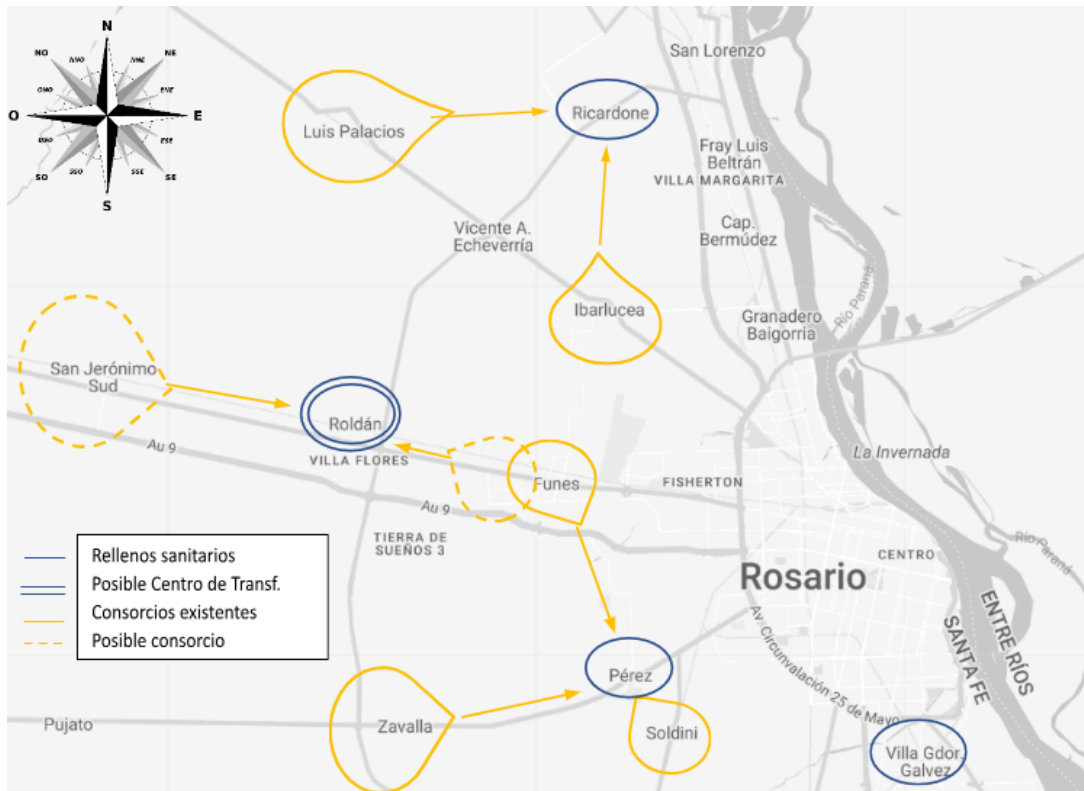 N
NO
NE
NNO
NNE
ONO
ENE
O
E
OSO
ESE
SO
SSO
SSE
SE
S
San Lorenzo
Ricardone
Luis Palacios
Fray Luis
Beltrán
VILLA MARGARITA
Vicente A.
Echeverría
Cap.
Bermúdez
Río Paraná
Ibarlucea
Granadero
Baigorria
San Jerónimo
Sud
Roldán
Au 9
VILLA FLORES
La Invernada
Funes
FISHERTON
Au 9
TIERRA DE
SUEÑOS 3
CENTRO
Río Paraná
Rellenos sanitarios
Posible Centro de Transf.
Consorcios existentes
Posible consorcio
Rosario
ENTRE RÍOS
SANTA FE
Av. Circunvalación 25 de Mayo
Pérez
Pujato
Zavalla
Soldini
Villa Gdor.
Galvez